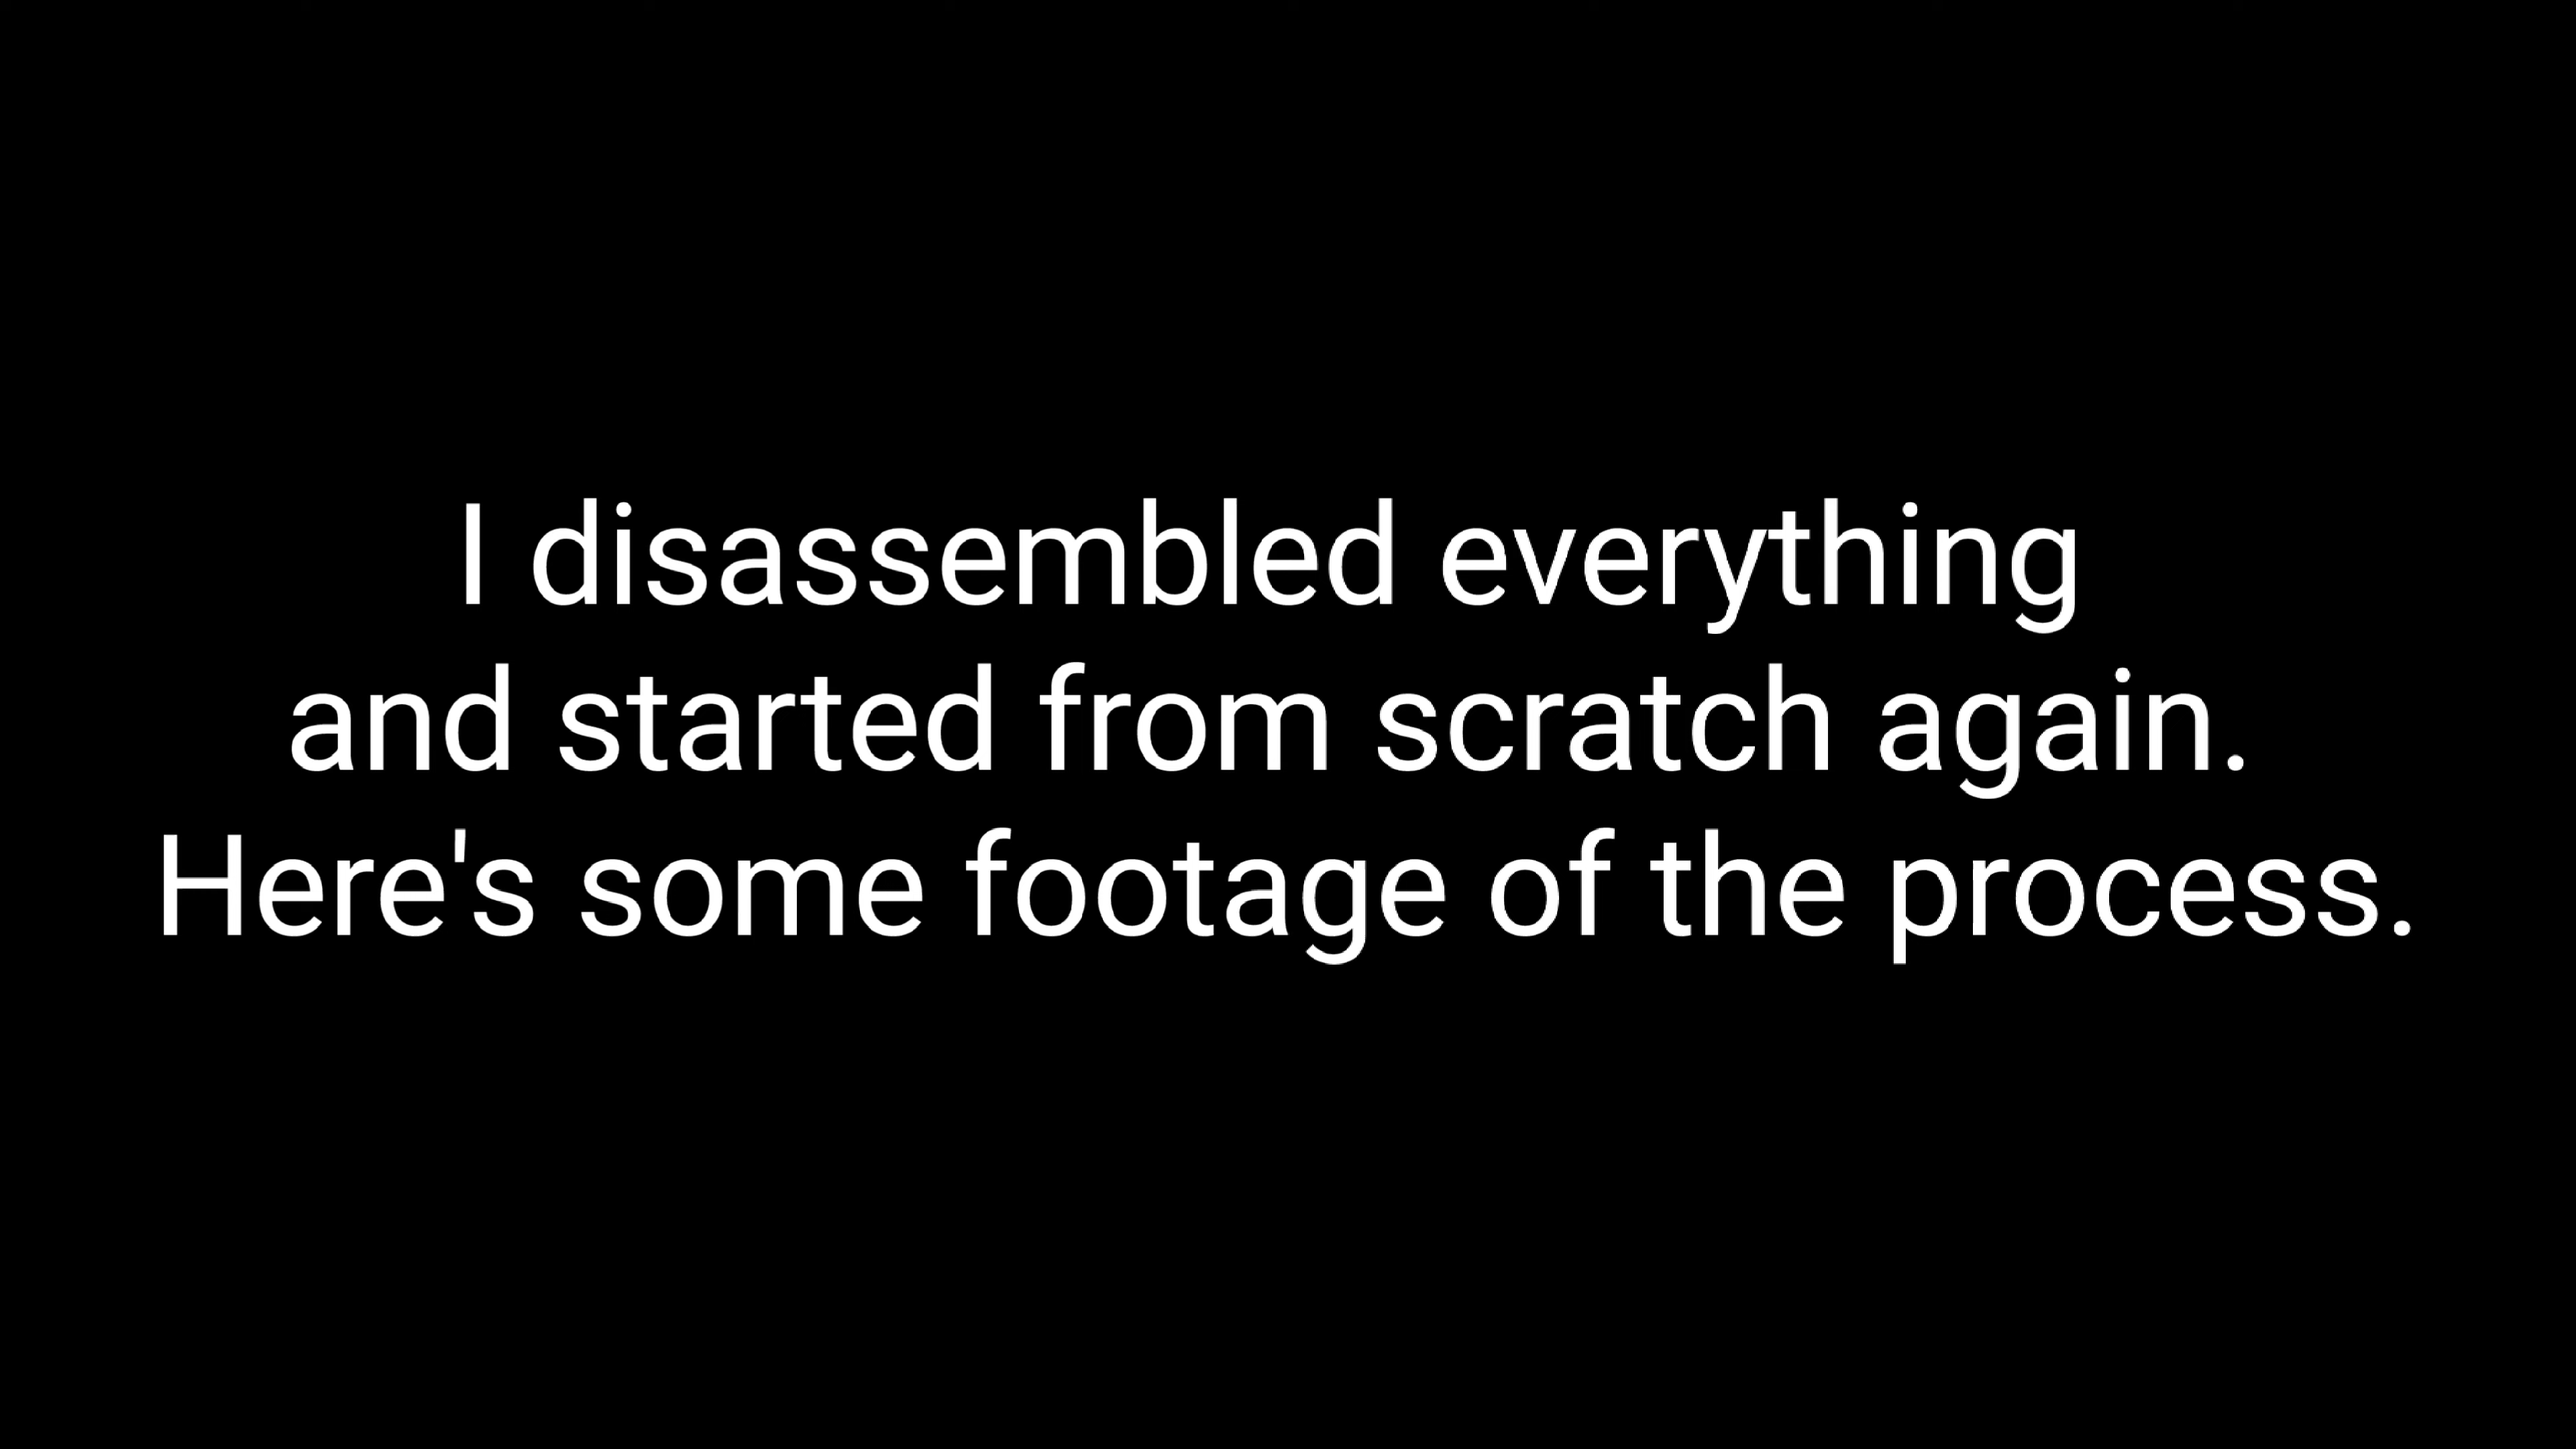 I disassembled everything
and started from scratch again.
Here's some footage of the process.